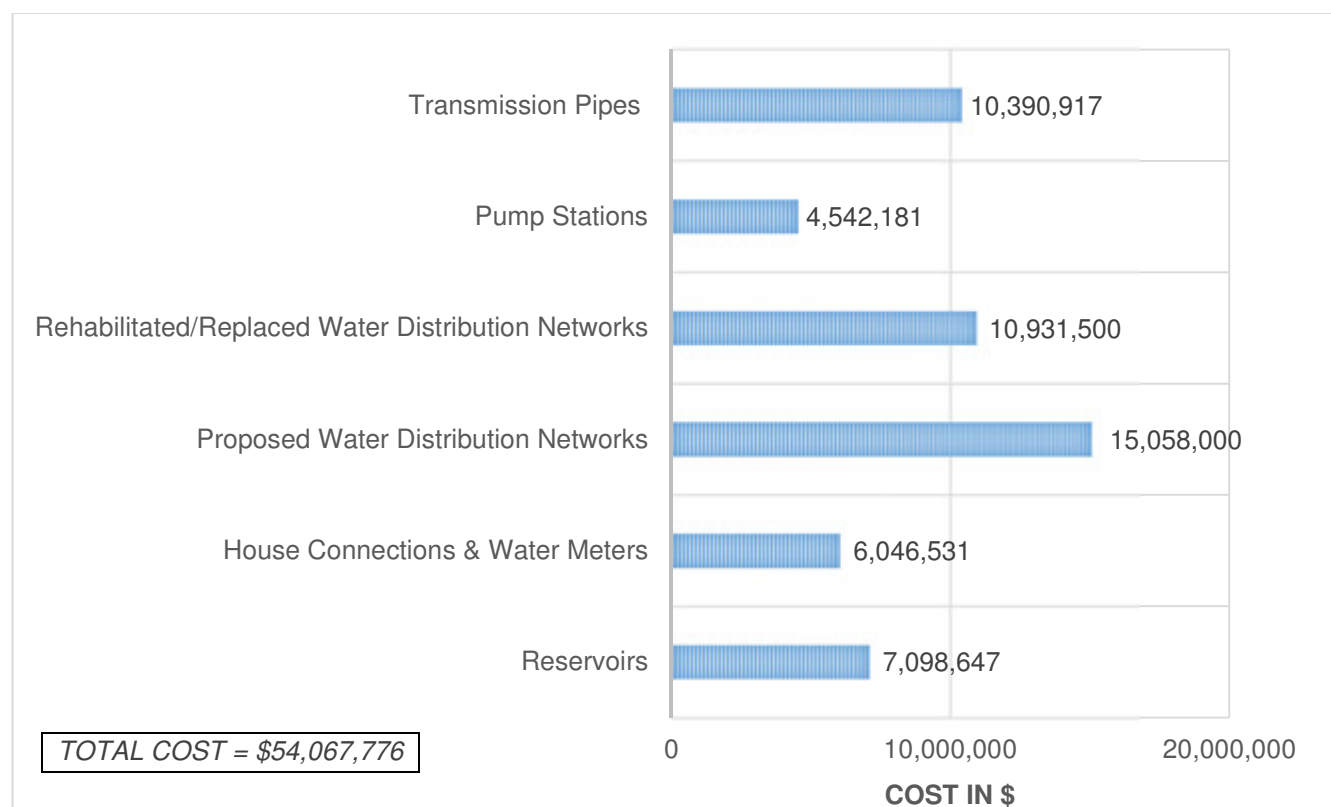 Transmission Pipes 10,390,917
Pump Stations 4,542,181
Rehabilitated/Replaced Water Distribution Networks 10,931,500
Proposed Water Distribution Networks 15,058,000
House Connections & Water Meters 6,046,531
Reservoirs 7,098,647
TOTAL COST = $54,067,776
0 10,000,000 20,000,000
COST IN $